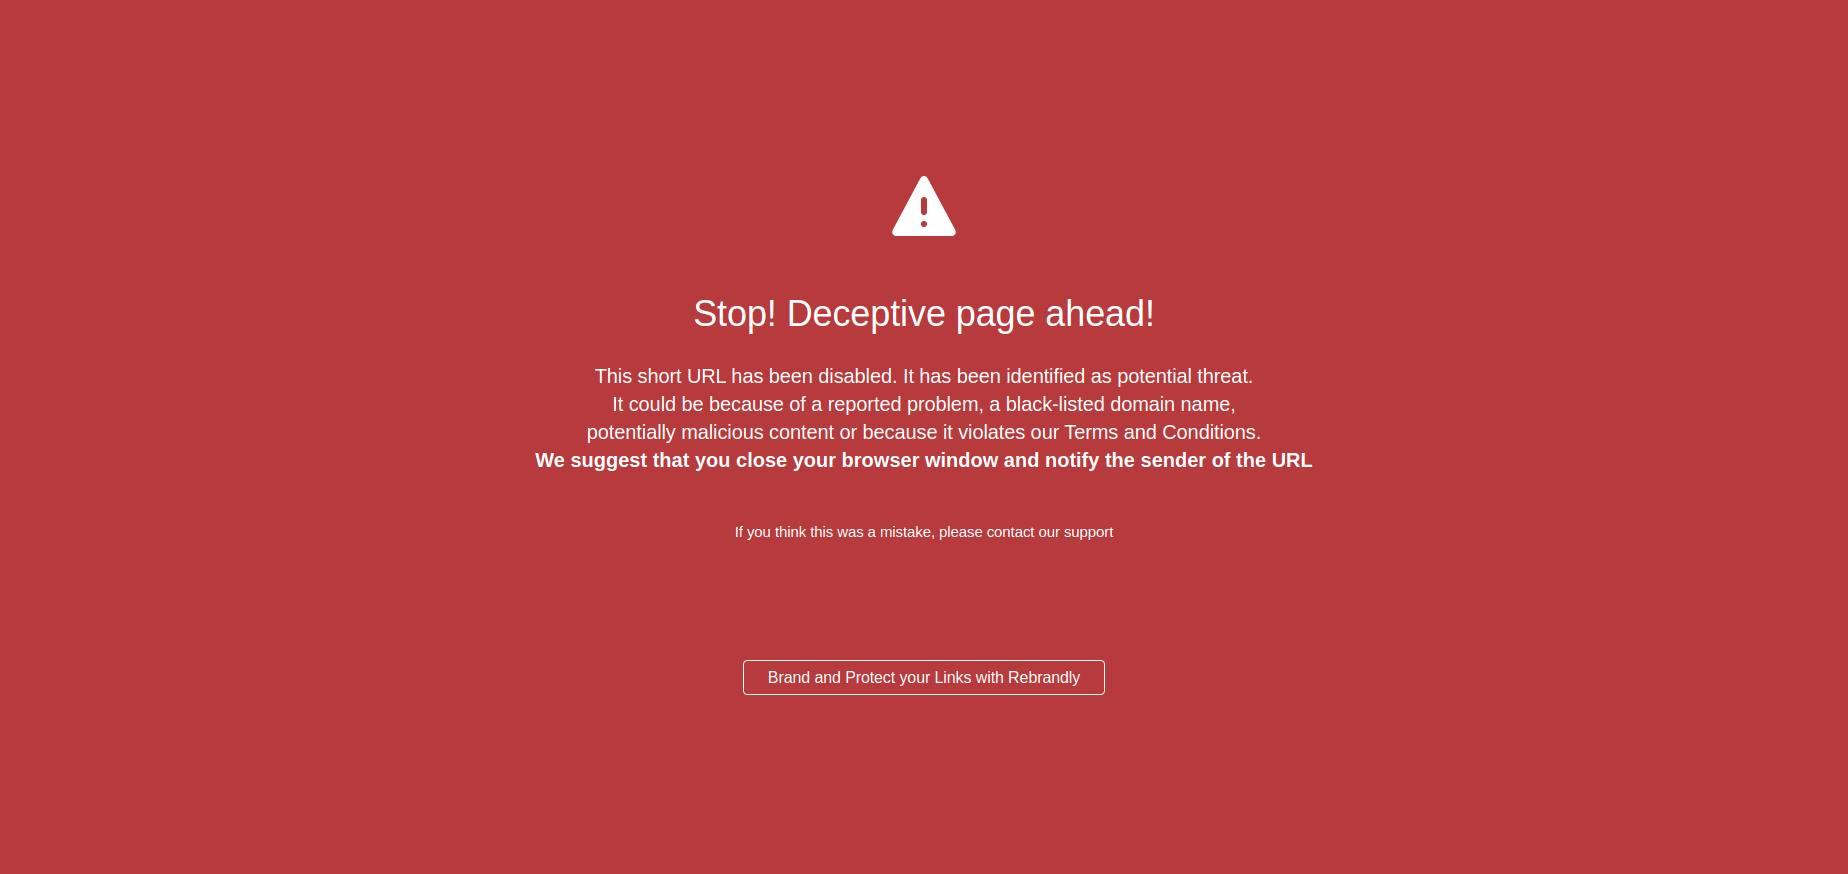 Stop! Deceptive page ahead!
This short URL has been disabled. It has been identified as potential threat.
It could be because of a reported problem, a black-listed domain name,
potentially malicious content or because it violates our Terms and Conditions.
We suggest that you close your browser window and notify the sender of the URL
If you think this was a mistake, please contact our support
Brand and Protect your Links with Rebrandly